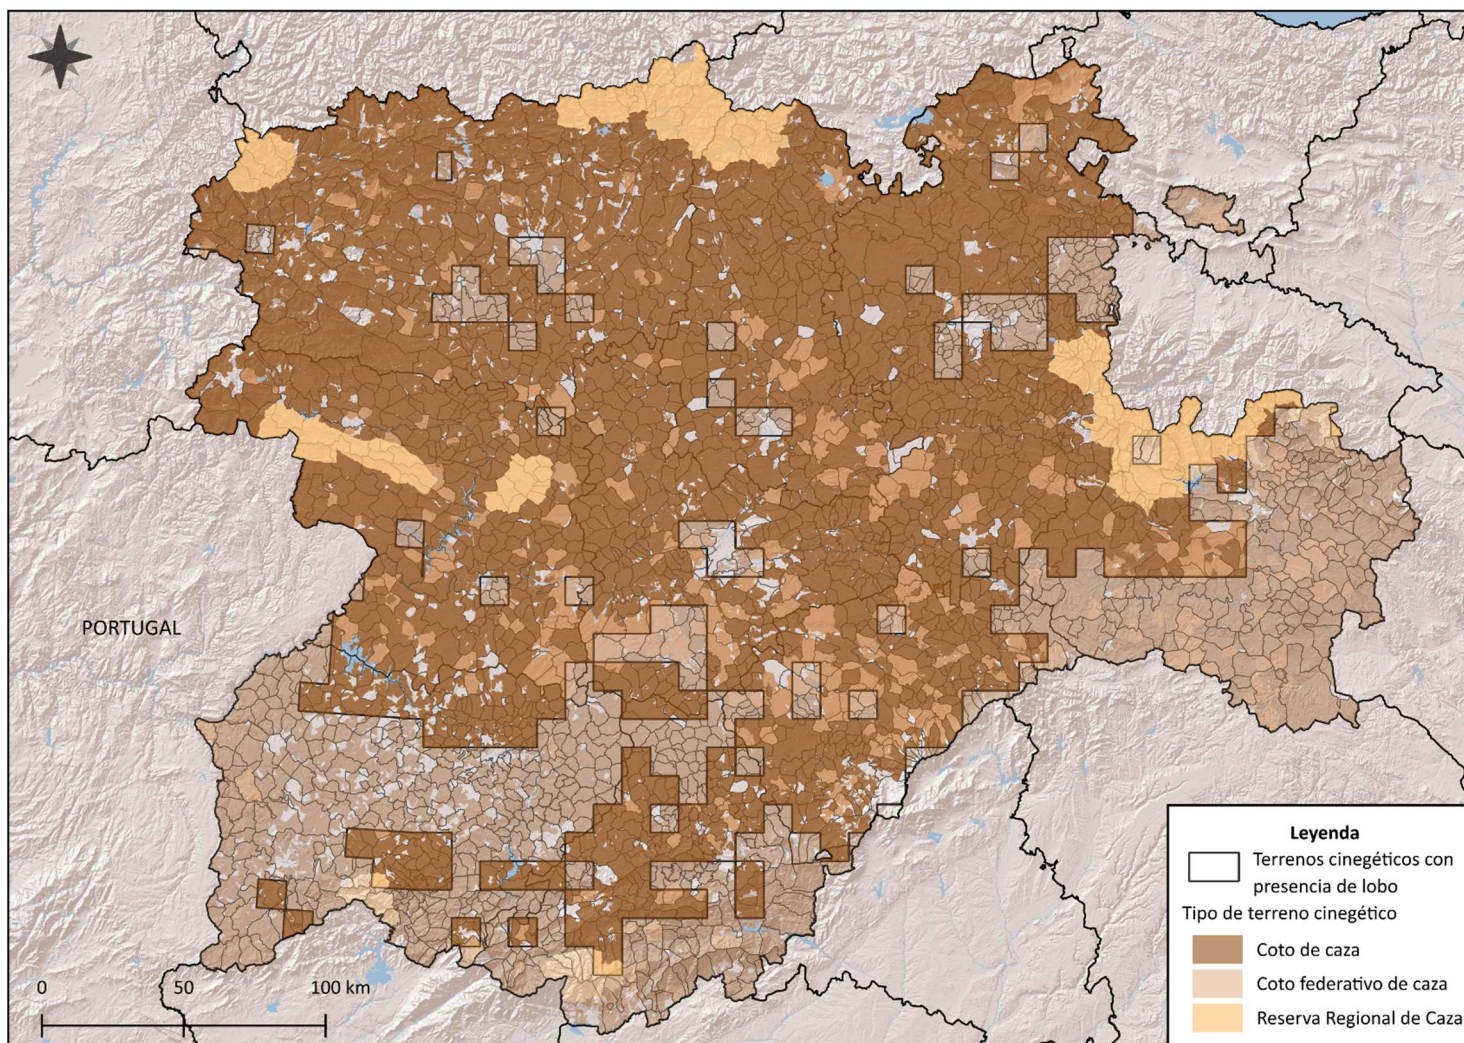 PORTUGAL
0 50 100 km
Leyenda
Terrenos cinegéticos con
presencia de lobo
Tipo de terreno cinegético
Coto de caza
Coto federativo de caza
Reserva Regional de Caza